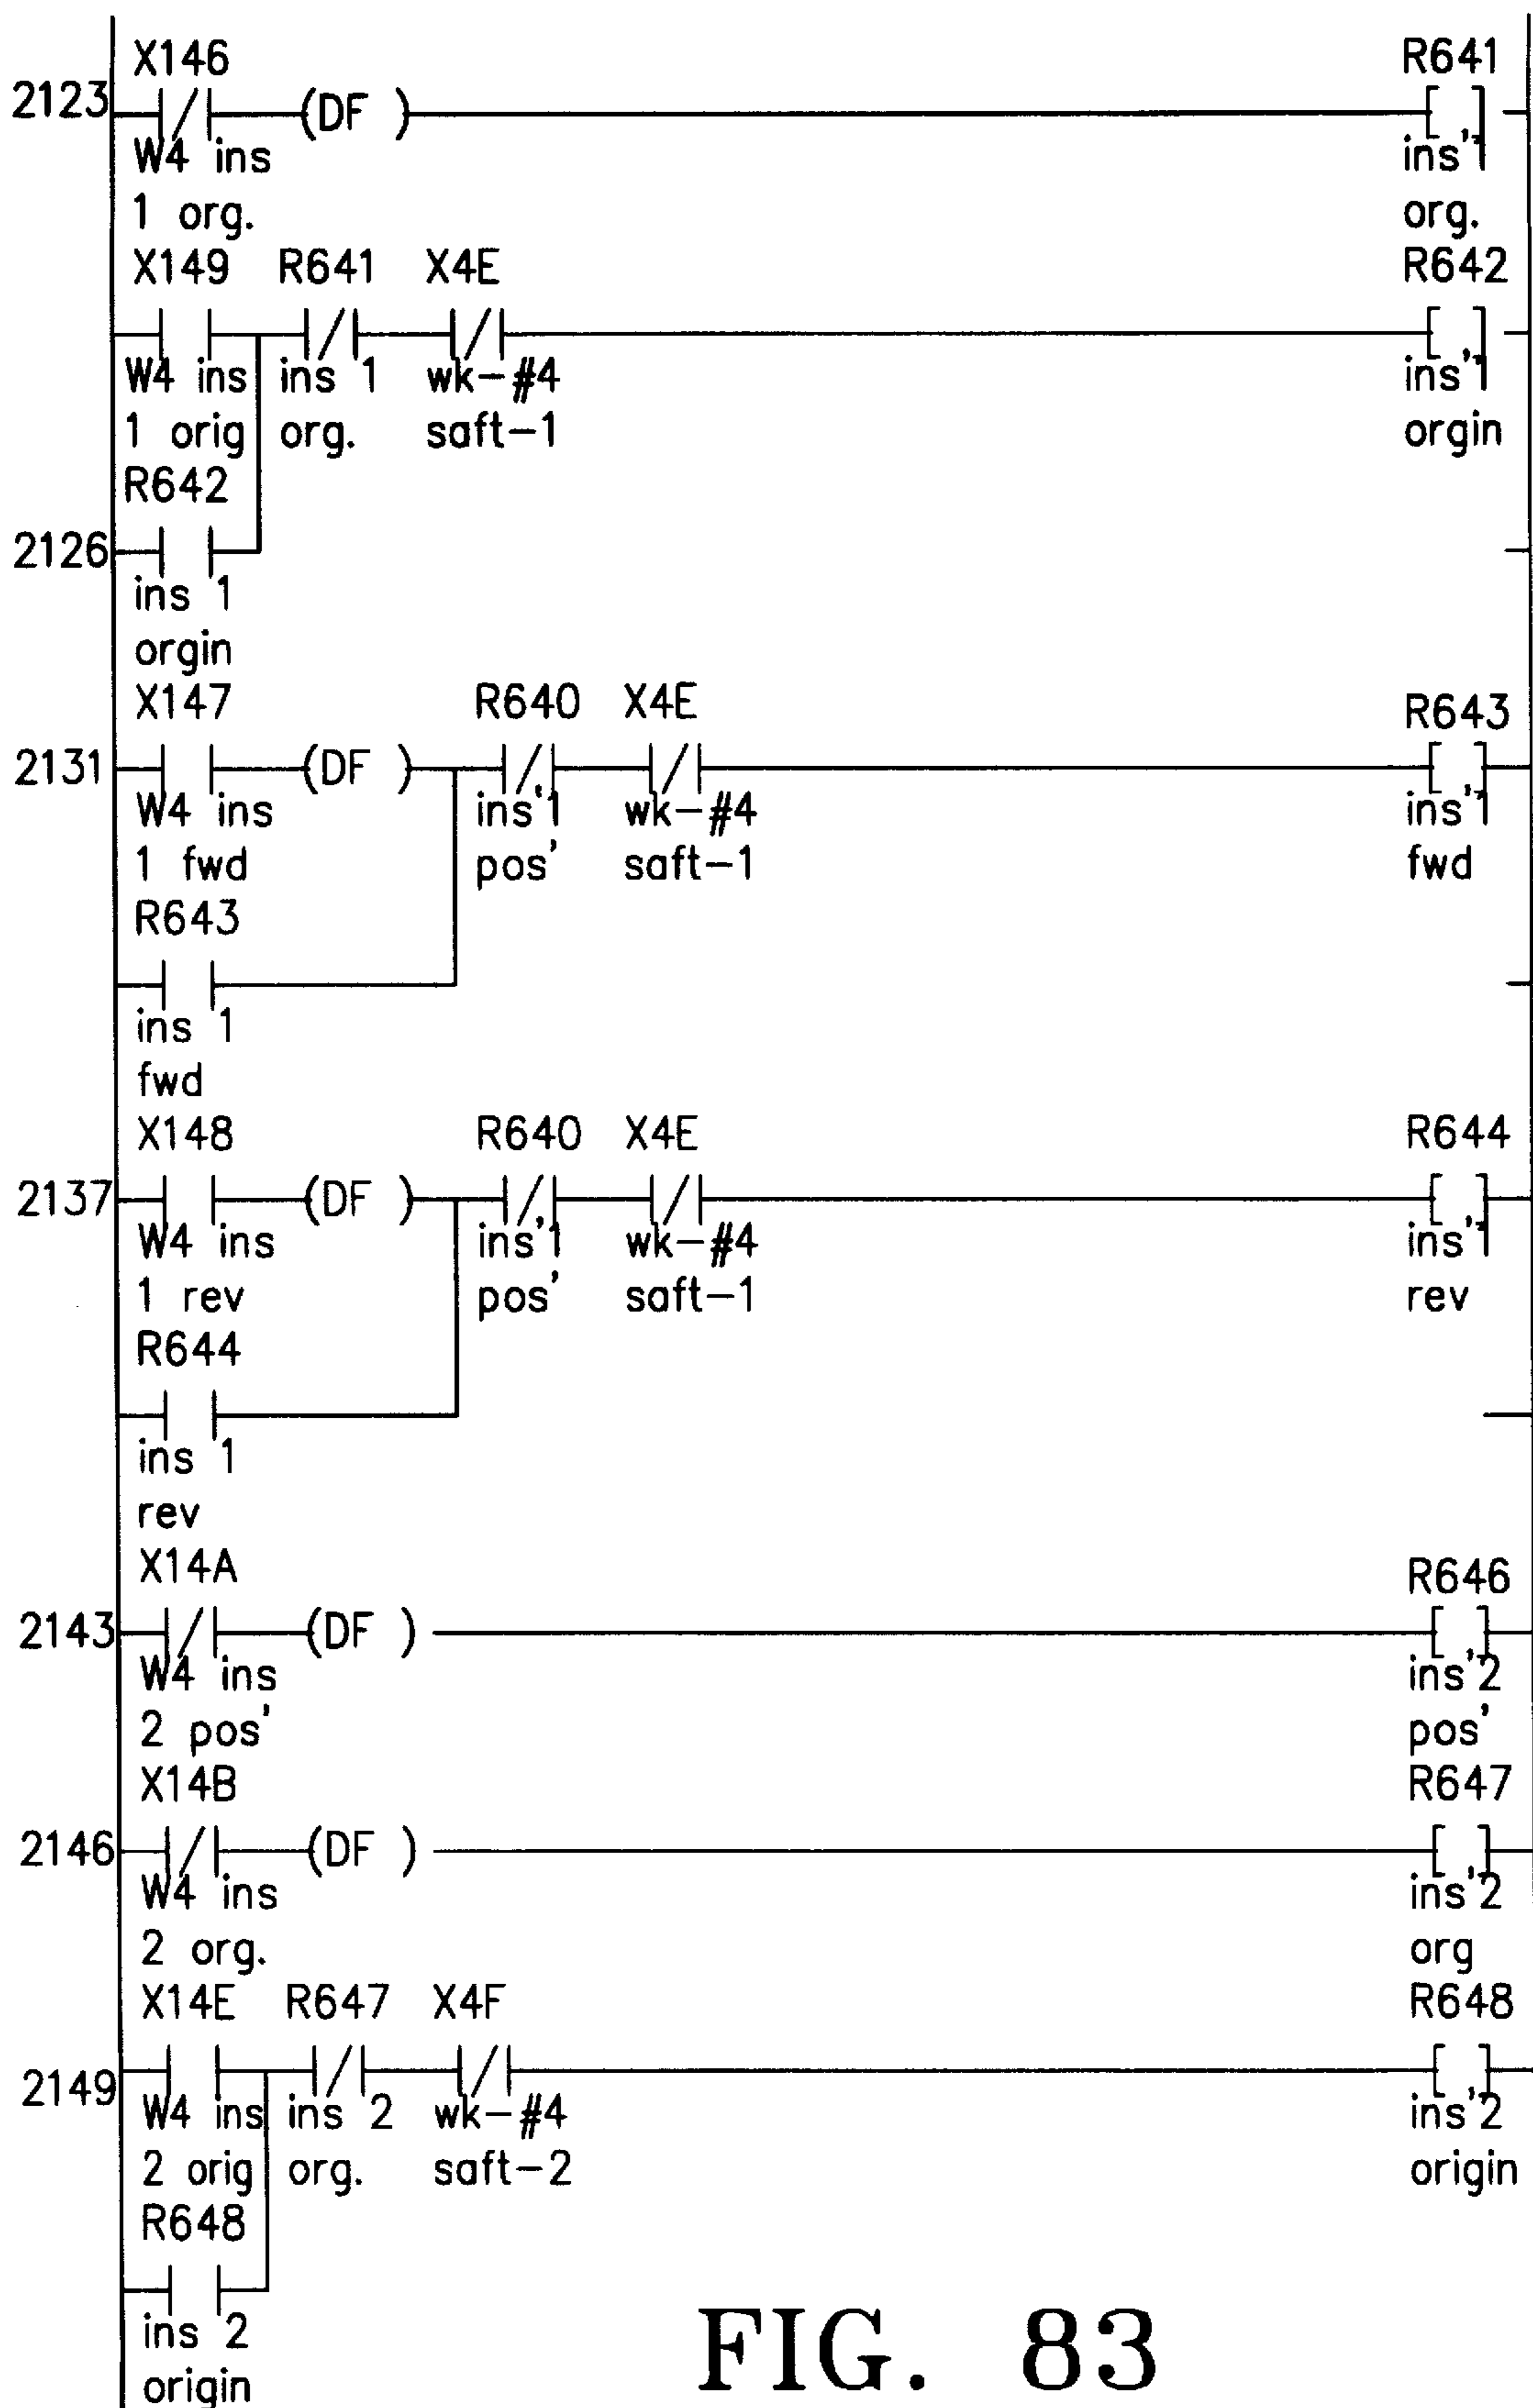 X146 R641
2123 (DF )
W4 ins ins'1
1 org. org.
X149 R641 X4E R642
W4 ins ins 1 wk-#4 ins'1
1 orig org. saft-1 orgin
R642
2126
ins 1
orgin
X147 R640 X4E R643
2131 (DF )
W4 ins ins'1 wk-#4 ins'1
1 fwd pos' saft-1 fwd
R643
ins 1
fwd
X148 R640 X4E R644
2137 (DF )
W4 ins ins'1 wk-#4 ins'1
1 rev pos' saft-1 rev
R644
ins 1
rev
X14A R646
2143 (DF )
W4 ins ins'2
2 pos' pos'
X14B R647
2146 (DF )
W4 ins ins'2
2 org. org
X14E R647 X4F R648
2149
W4 ins ins 2 wk-#4 ins'2
2 orig org. saft-2 origin
R648
ins 2
origin
FIG. 83